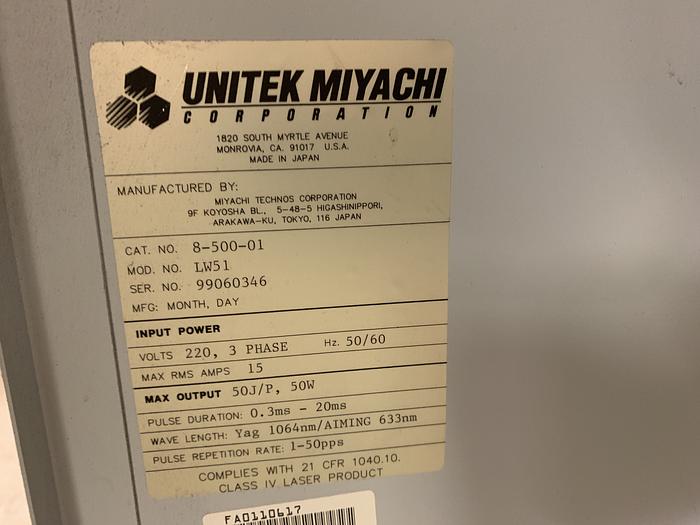 UNITEK MIYACHI
CORPORATION
1820 SOUTH MYRTLE AVENUE
MONROVIA, CA. 91017 U.S.A.
MADE IN JAPAN
MANUFACTURED BY:
MIYACHI TECHNOS CORPORATION
9F KOYOSHA BL., 5-48-5 HIGASHINIPPORI,
ARAKAWA-KU, TOKYO, 116 JAPAN
CAT. NO. 8-500-01
MOD. NO. LW51
SER. NO. 99060346
MFG: MONTH, DAY
INPUT POWER
VOLTS 220, 3 PHASE Hz. 50/60
MAX RMS AMPS 15
MAX OUTPUT 50J/P, 50W
PULSE DURATION: 0.3ms - 20ms
WAVE LENGTH: Yag 1064nm/AIMING 633nm
PULSE REPETITION RATE: 1-50pps
COMPLIES WITH 21 CFR 1040.10.
CLASS IV LASER PRODUCT
FA0110617